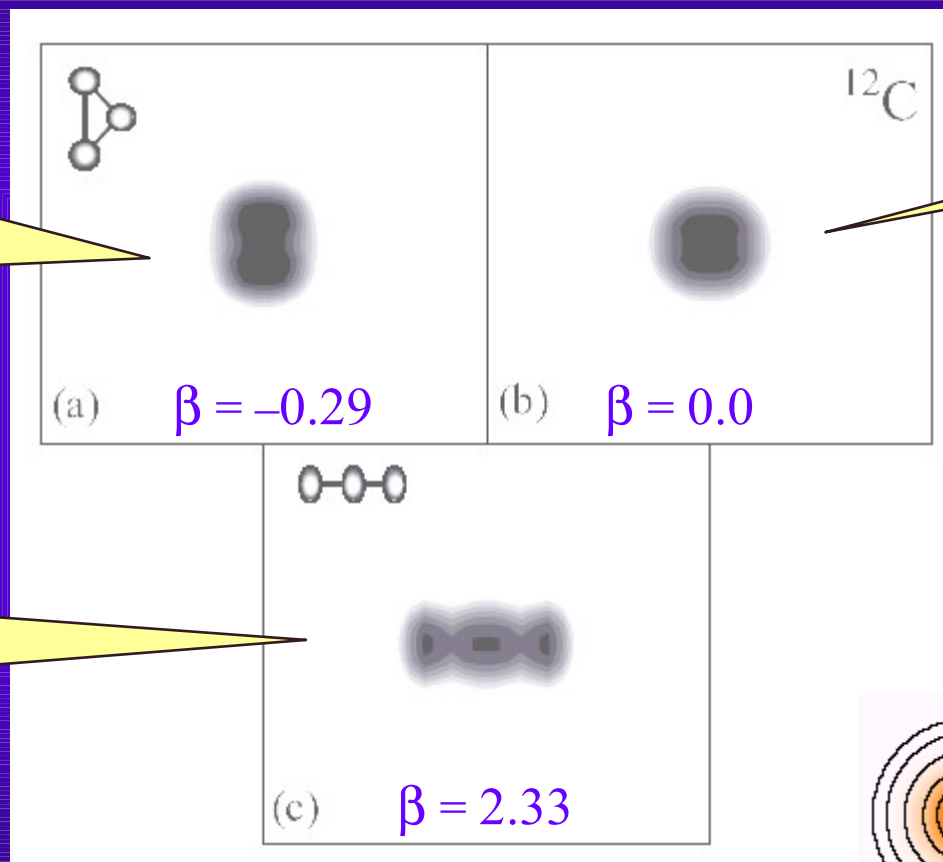 ¹²C
(a) β = –0.29
(b) β = 0.0
(c) β = 2.33